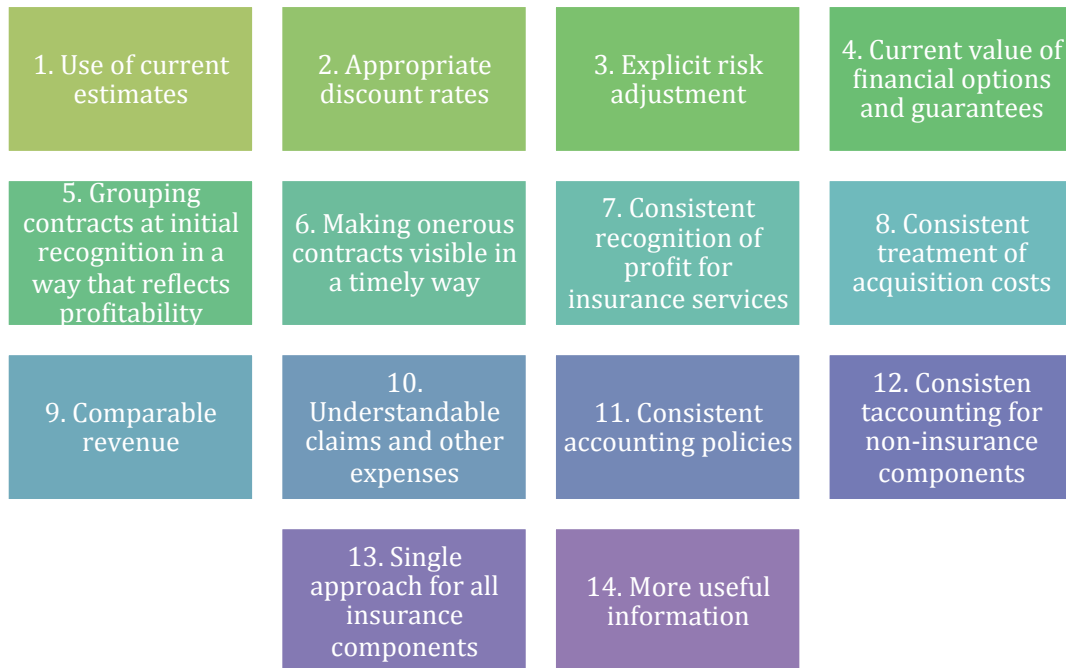 1. Use of current
estimates
2. Appropriate
discount rates
3. Explicit risk
adjustment
4. Current value of
financial options
and guarantees
5. Grouping
contracts at initial
recognition in a
way that reflects
profitability
6. Making onerous
contracts visible in
a timely way
7. Consistent
recognition of
profit for
insurance services
8. Consistent
treatment of
acquisition costs
9. Comparable
revenue
10.
Understandable
claims and other
expenses
11. Consistent
accounting policies
12. Consisten
taccounting for
non-insurance
components
13. Single
approach for all
insurance
components
14. More useful
information